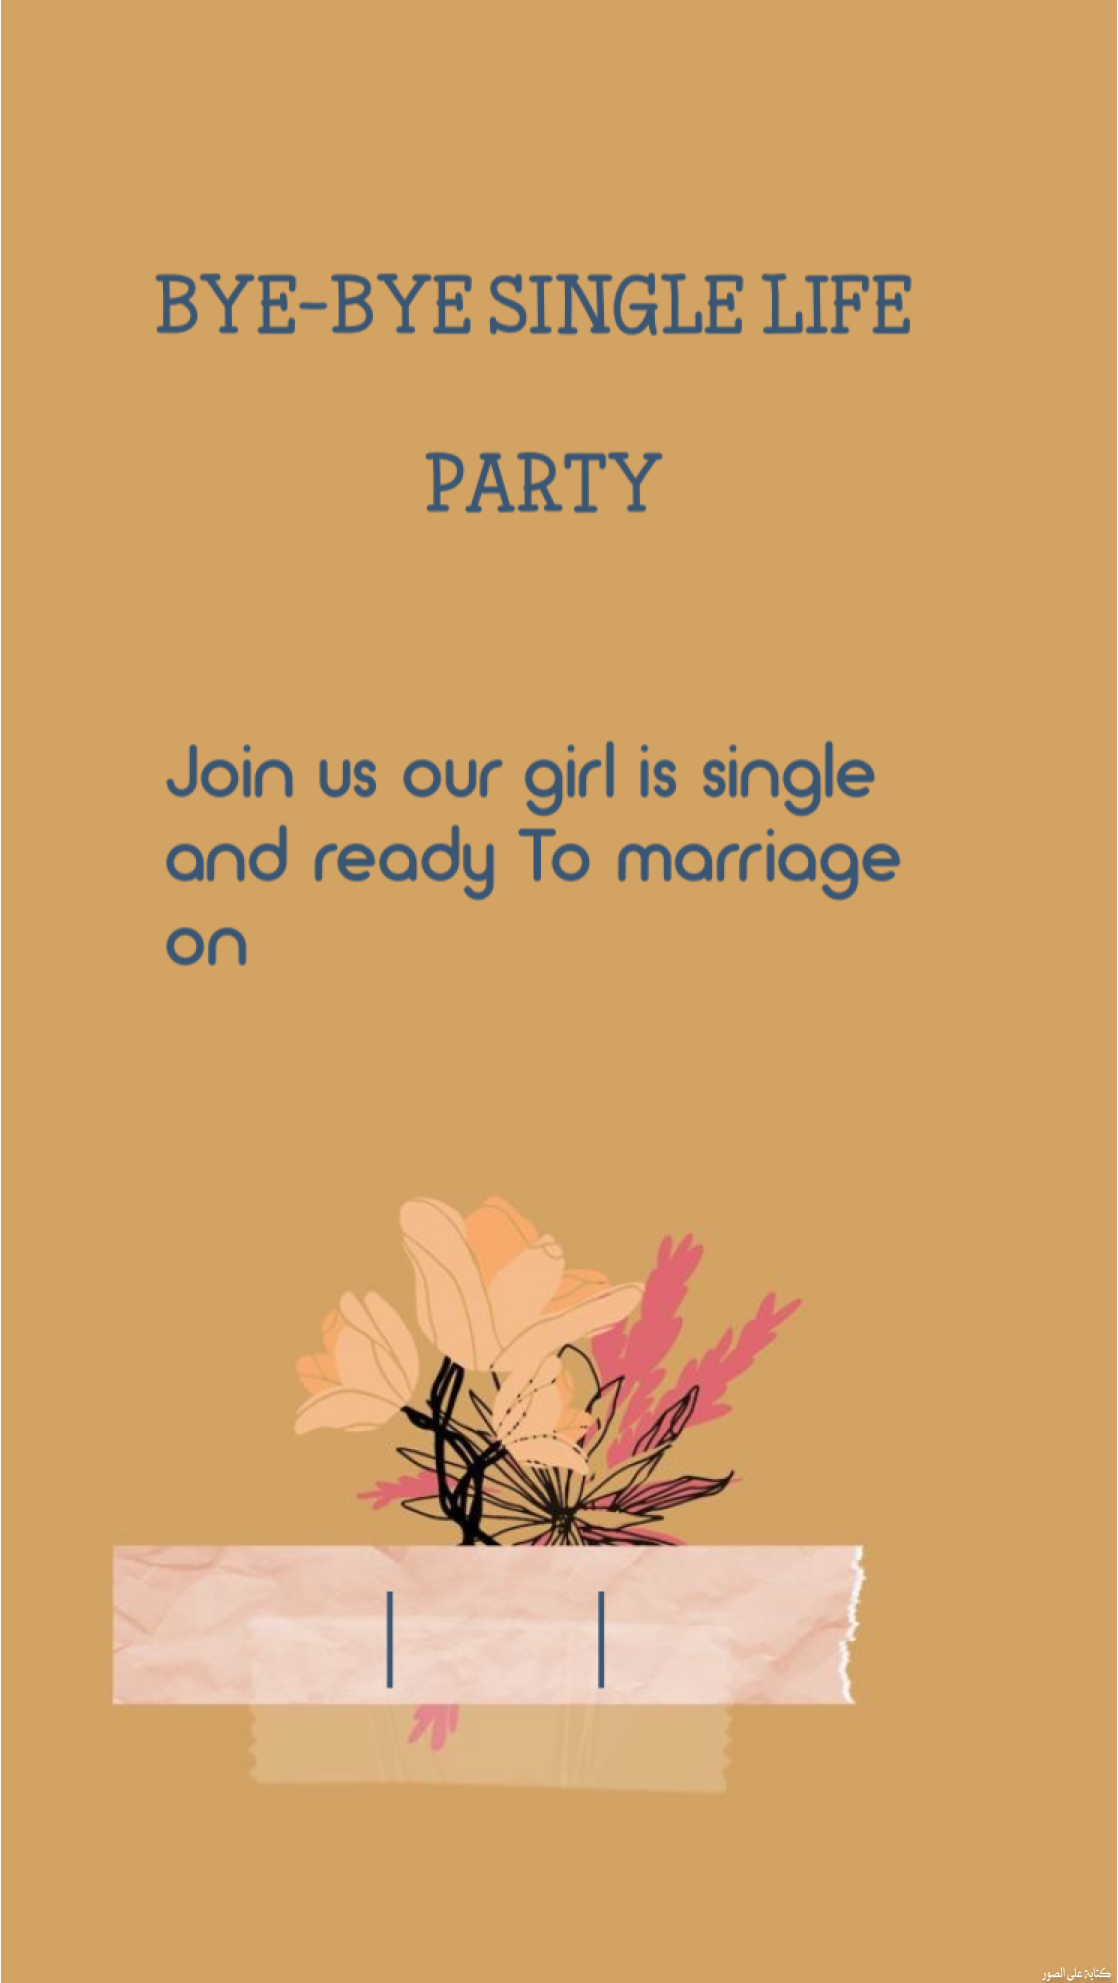 BYE-BYE SINGLE LIFE
PARTY
Join us our girl is single
and ready To marriage
on
| |
كتابة على الصور